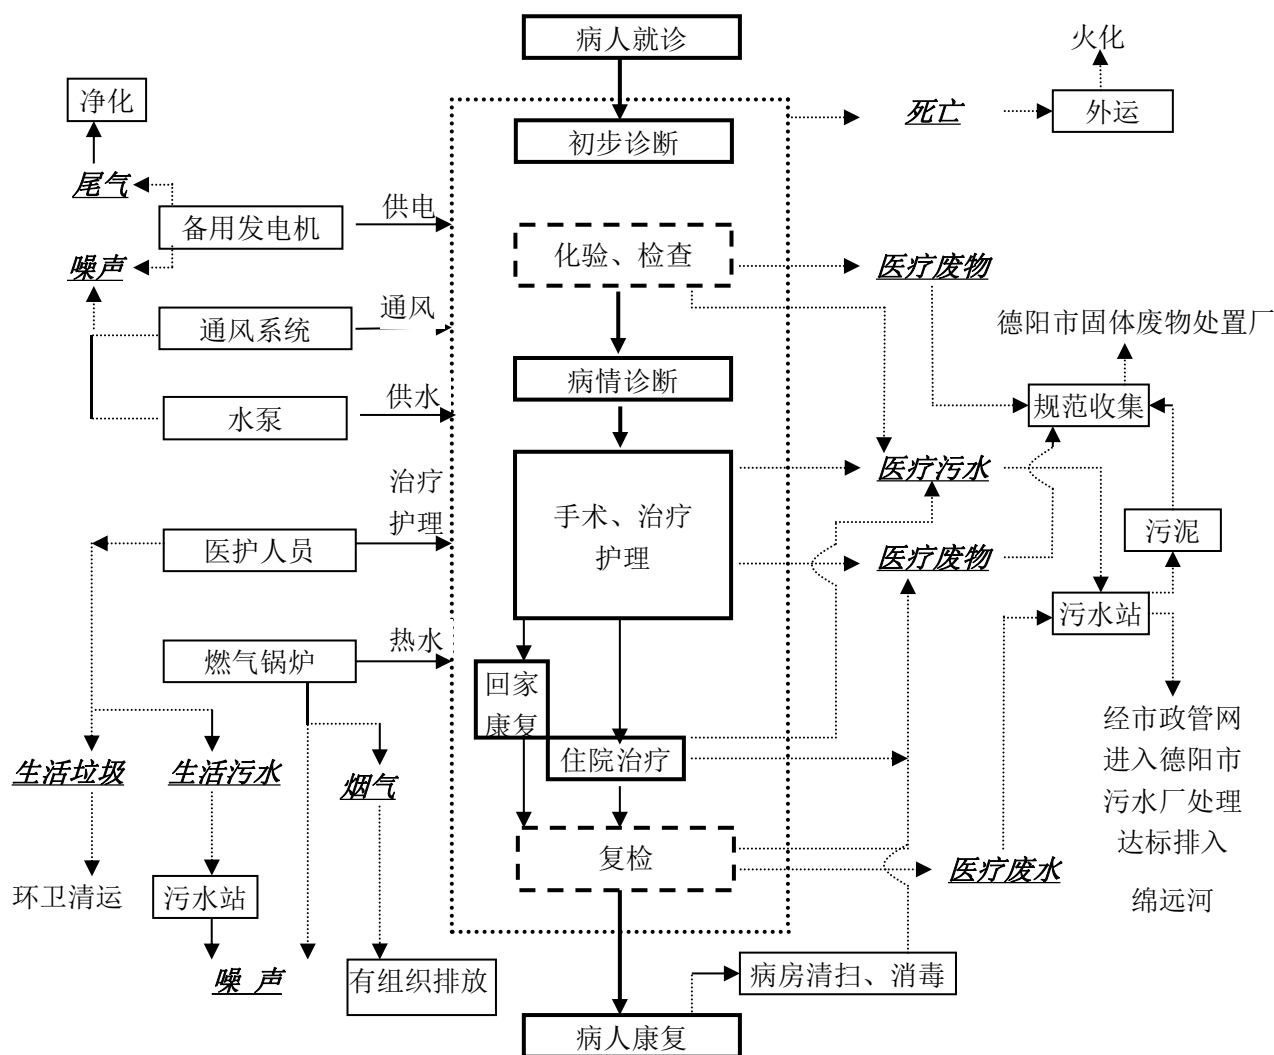 病人就诊
火化
净化
外运
死亡
初步诊断
尾气
供电
备用发电机
化验、检查
噪声
医疗废物
通风
通风系统
德阳市固体废物处置厂
病情诊断
供水
水泵
规范收集
医疗污水
治疗
护理
手术、治疗
护理
污泥
医护人员
医疗废物
污水站
热水
燃气锅炉
回家
康复
经市政管网
进入德阳市
污水厂处理
达标排入
绵远河
住院治疗
生活垃圾
生活污水
烟气
复检
医疗废水
环卫清运
污水站
噪 声
有组织排放
病房清扫、消毒
病人康复